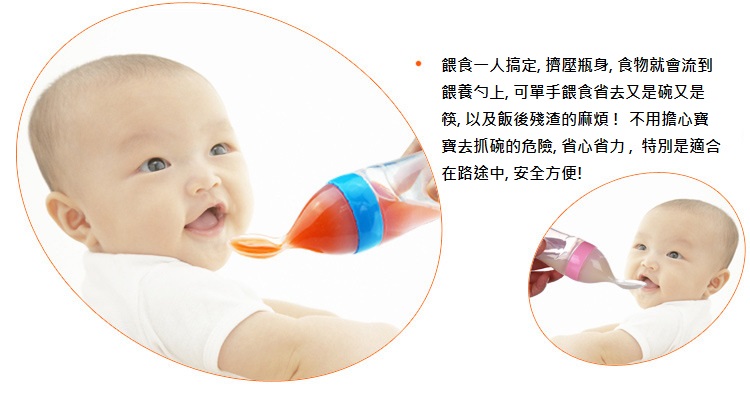 餵食一人搞定, 擠壓瓶身, 食物就會流到
餵養勺上, 可單手餵食省去又是碗又是
筷, 以及飯後殘渣的麻煩！ 不用擔心寶
寶去抓碗的危險, 省心省力 , 特別是適合
在路途中, 安全方便!